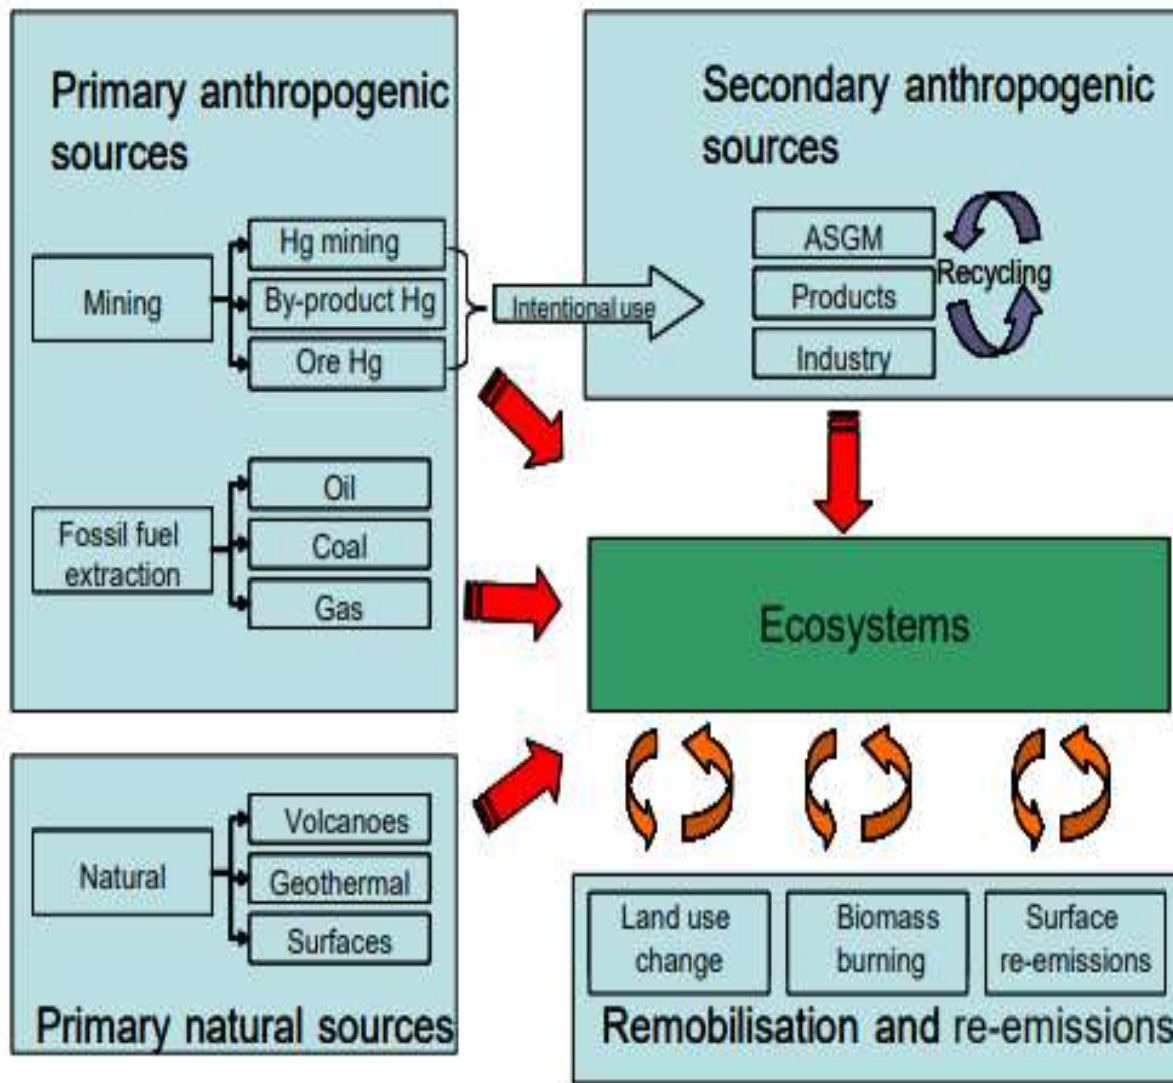 Primary anthropogenic
sources
Mining
Hg mining
By-product Hg
Ore Hg
Fossil fuel
extraction
Oil
Coal
Gas
Intentional use
Secondary anthropogenic
sources
ASGM
Products
Industry
Recycling
Ecosystems
Natural
Volcanoes
Geothermal
Surfaces
Primary natural sources
Land use
change
Biomass
burning
Surface
re-emissions
Remobilisation and re-emissions